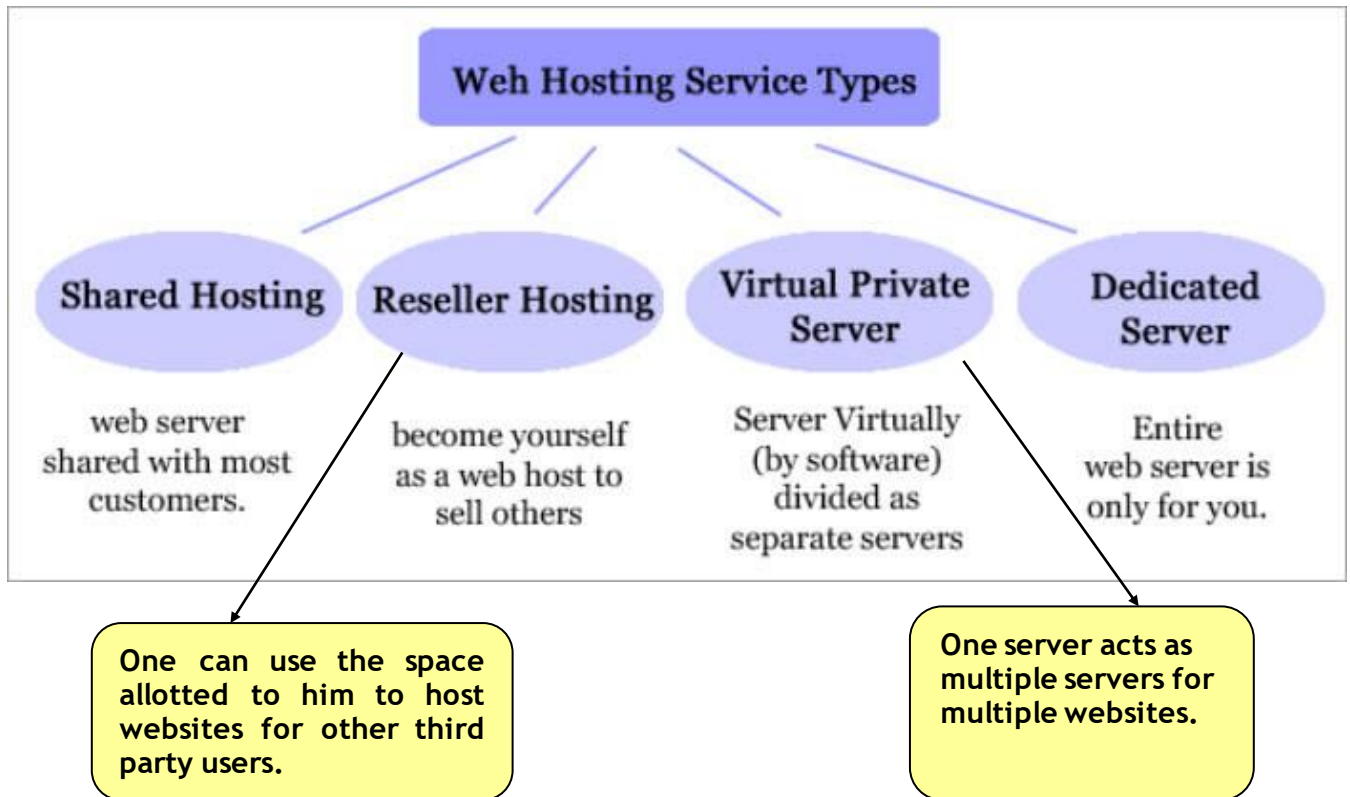 Weh Hosting Service Types
Shared Hosting
Reseller Hosting
Virtual Private
Server
Dedicated
Server
web server
shared with most
customers.
become yourself
as a web host to
sell others
Server Virtually
(by software)
divided as
separate servers
Entire
web server is
only for you.
One can use the space
allotted to him to host
websites for other third
party users.
One server acts as
multiple servers for
multiple websites.